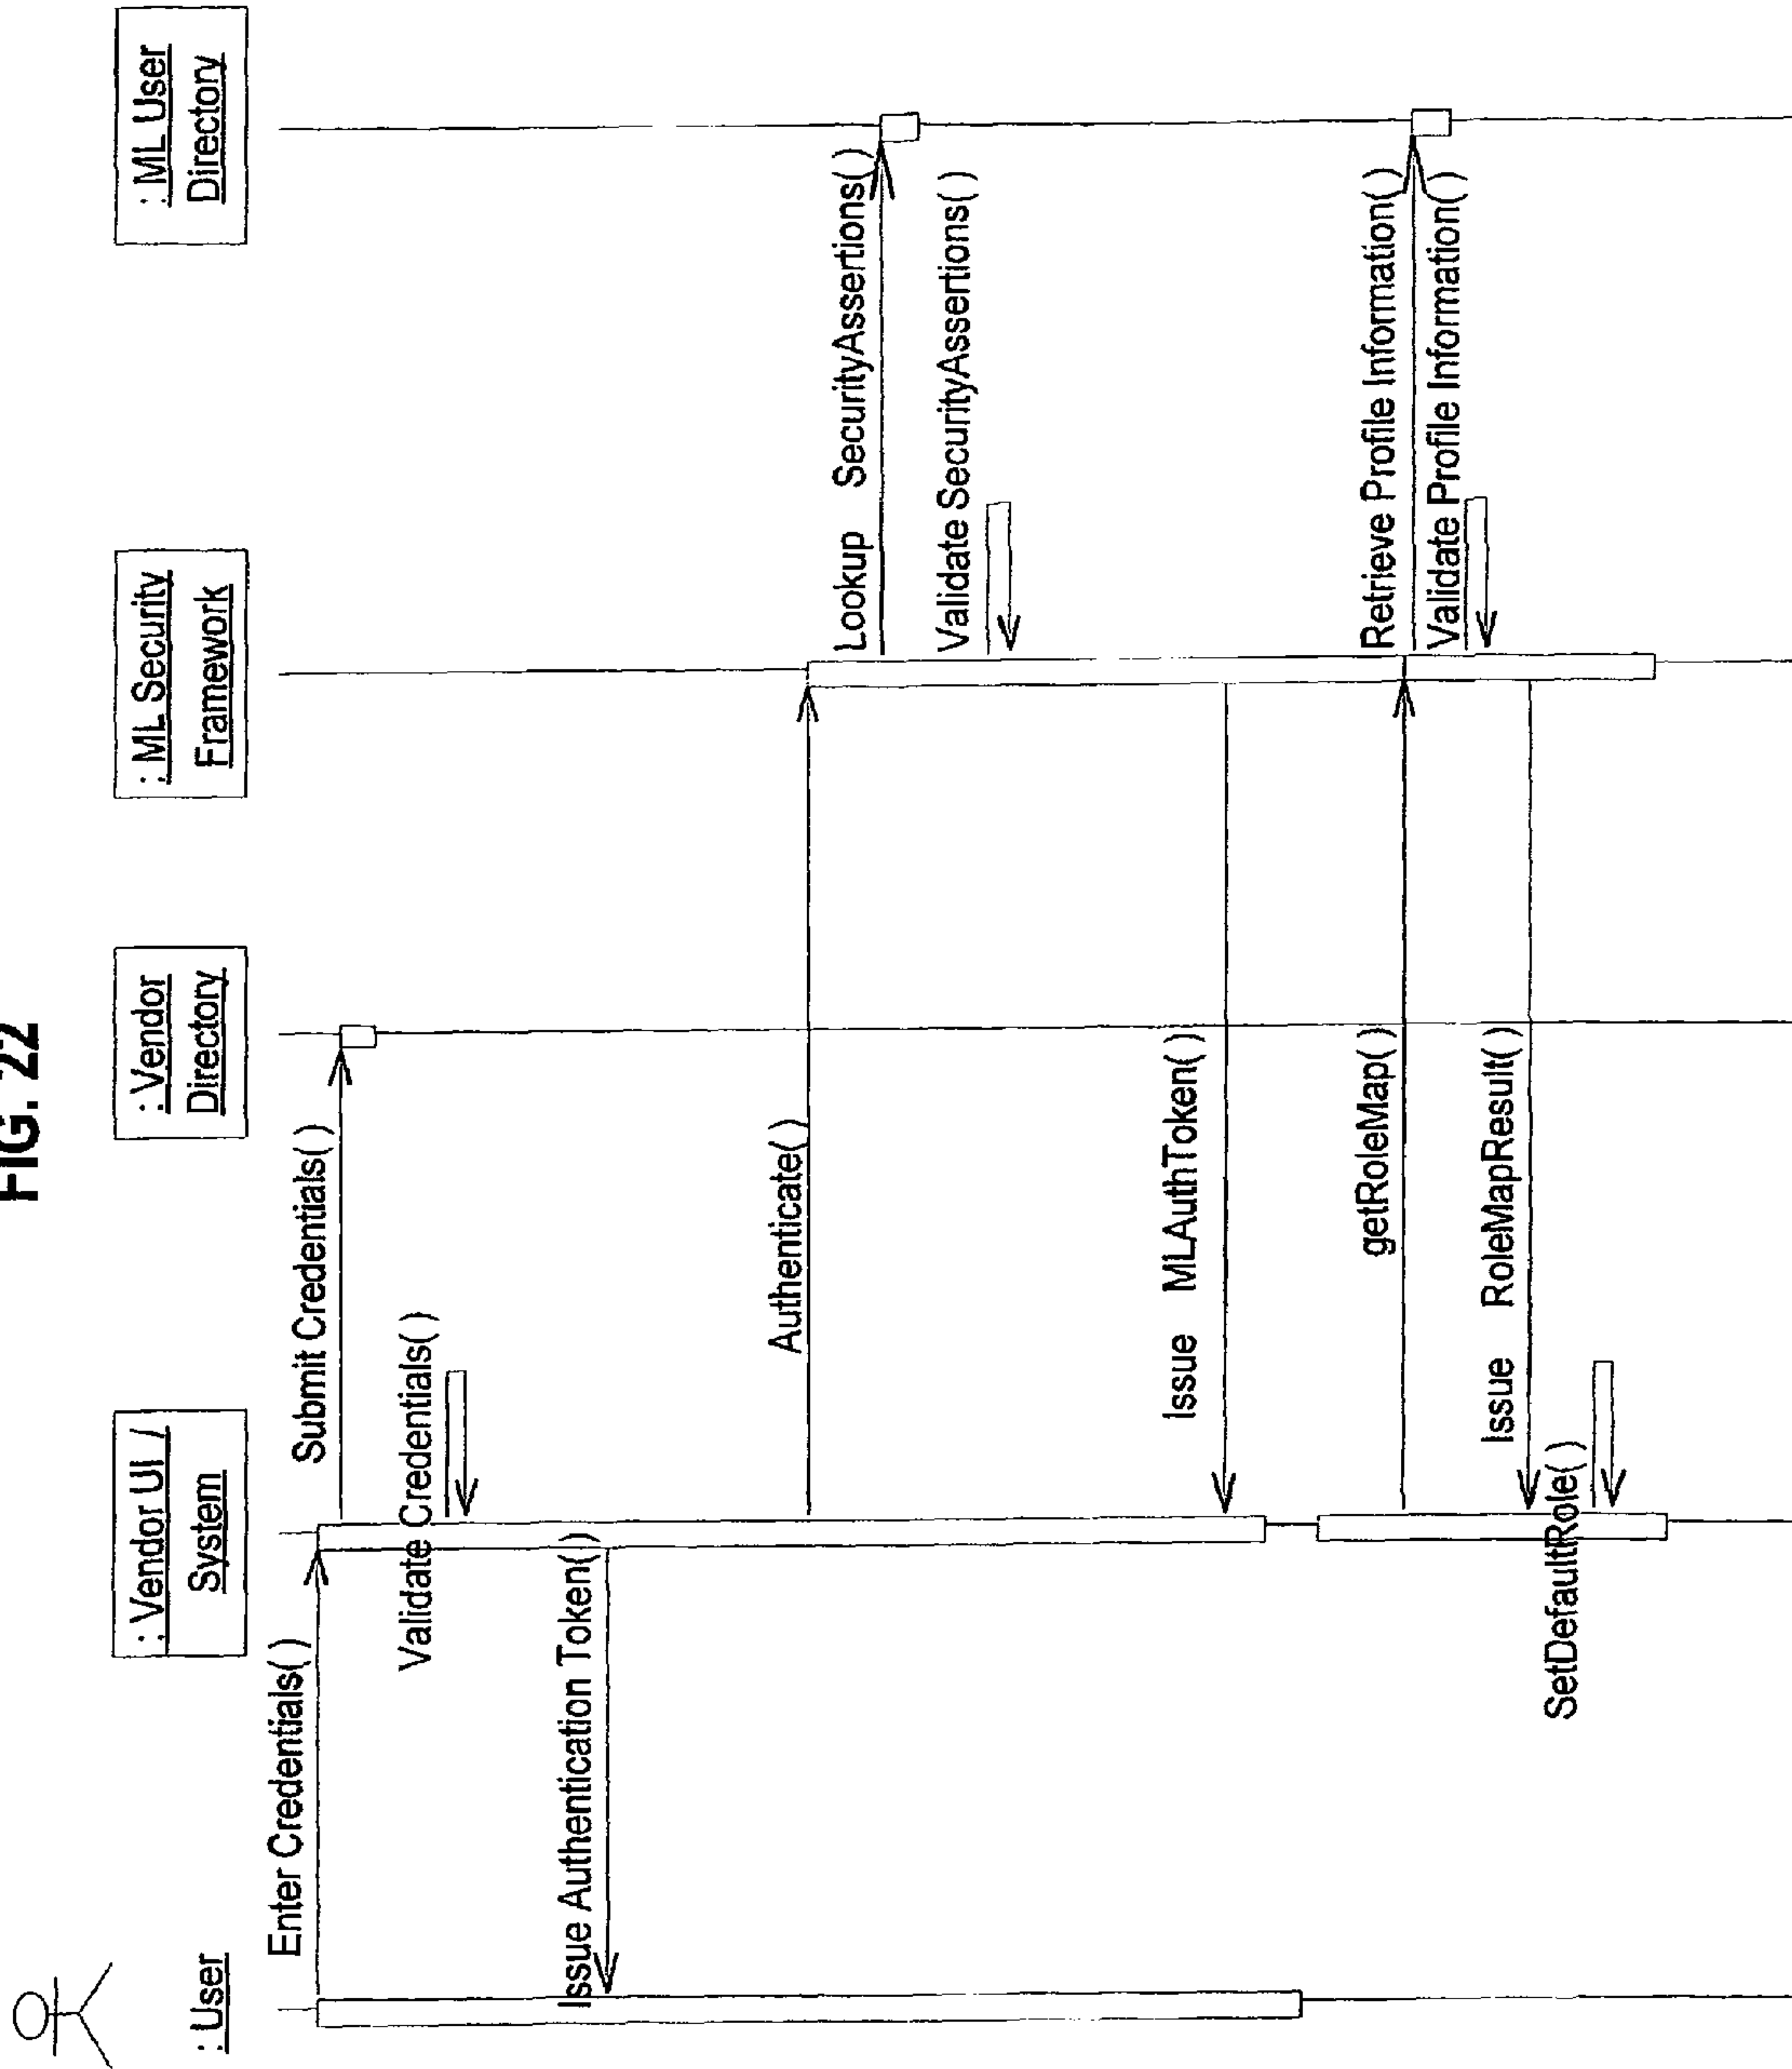 FIG. 22
: User
: Vendor UI /
System
: Vendor
Directory
: ML Security
Framework
: ML User
Directory
Enter Credentials( )
Submit Credentials( )
Validate Credentials( )
Issue Authentication Token( )
Authenticate( )
Lookup SecurityAssertions( )
Validate SecurityAssertions( )
Issue MLAuthToken( )
getRoleMap( )
Retrieve Profile Information( )
Validate Profile Information( )
Issue RoleMapResult( )
SetDefaultRole( )